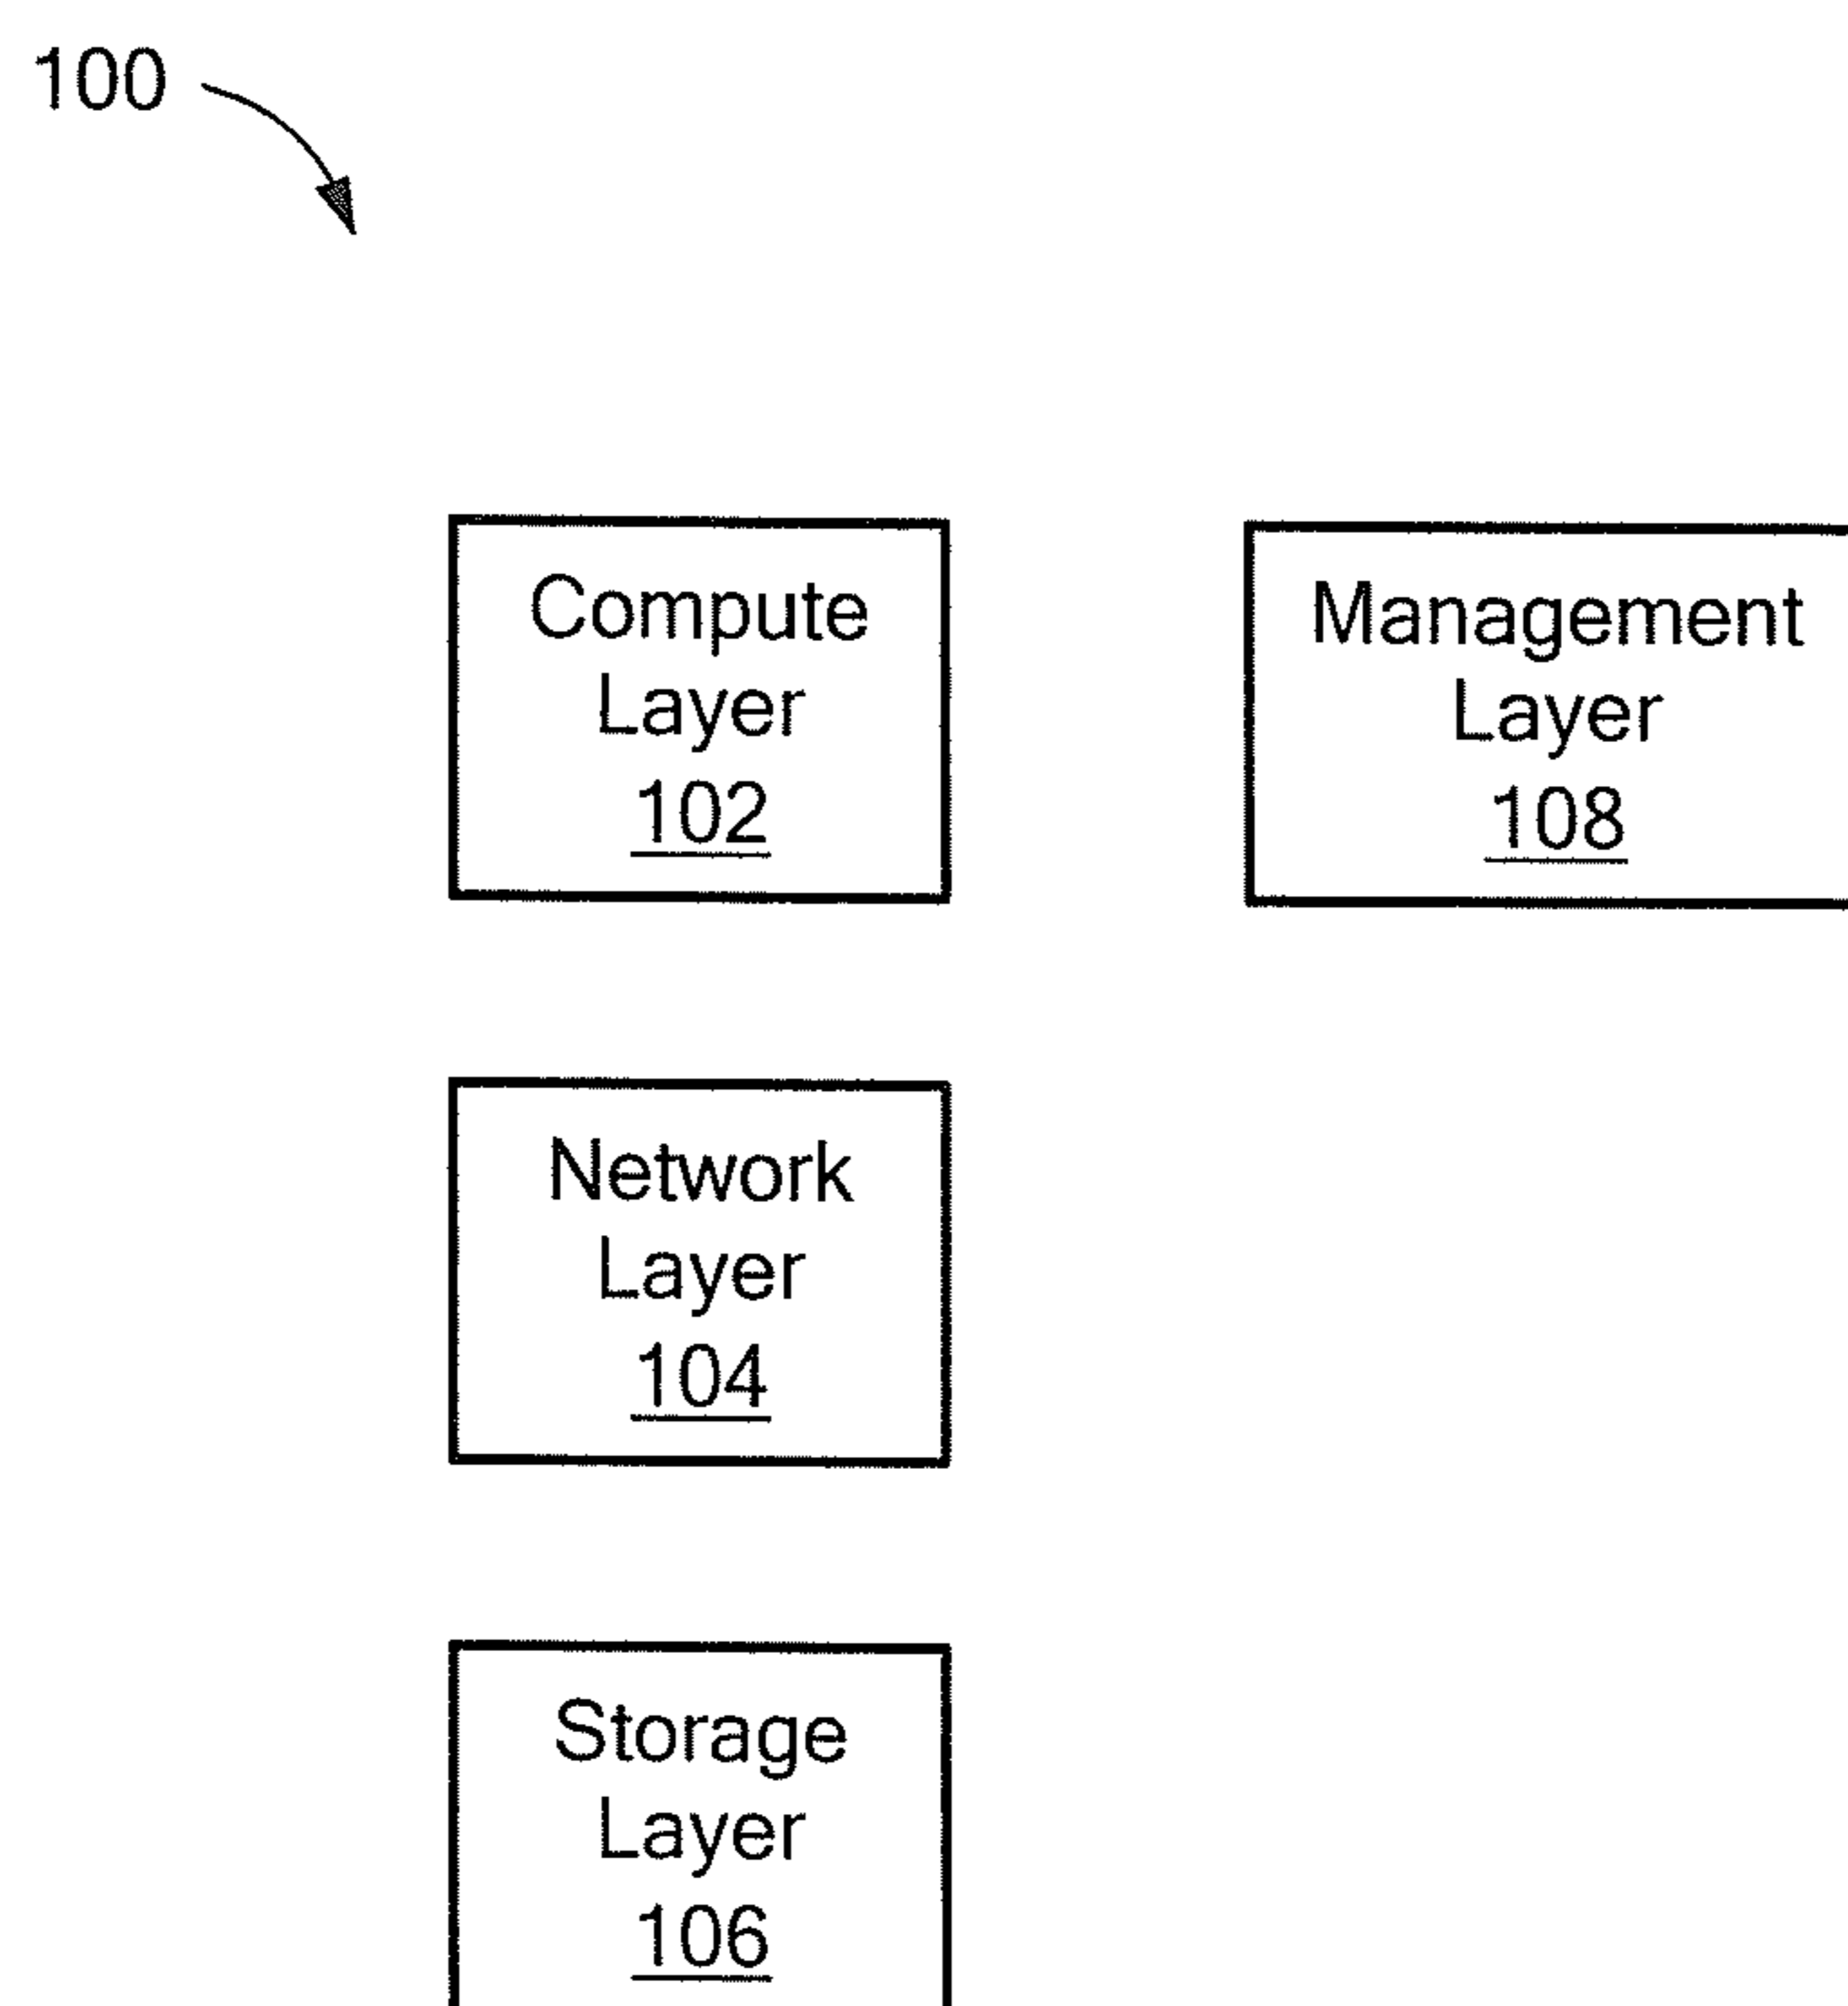 100
Compute
Layer
102
Management
Layer
108
Network
Layer
104
Storage
Layer
106